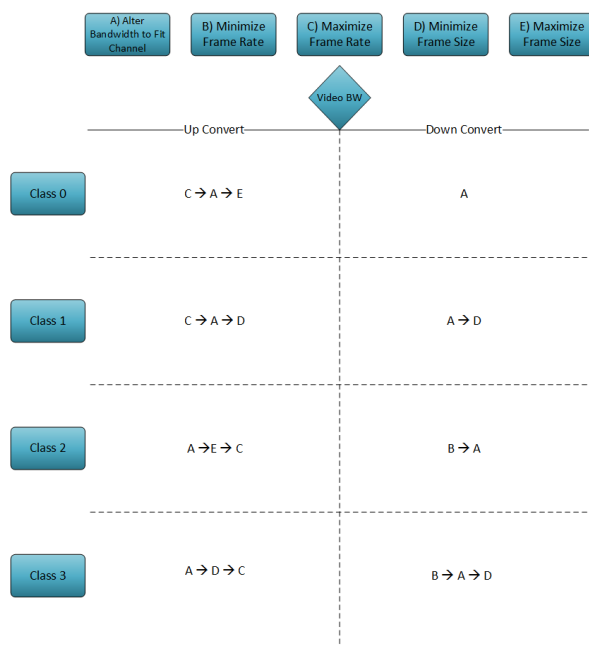 A) Alter
Bandwidth to Fit
Channel
B) Minimize
Frame Rate
C) Maximize
Frame Rate
D) Minimize
Frame Size
E) Maximize
Frame Size
Video BW
Up Convert
Down Convert
Class 0
C → A → E
A
Class 1
C → A → D
A → D
Class 2
A →E → C
B → A
Class 3
A → D → C
B → A → D